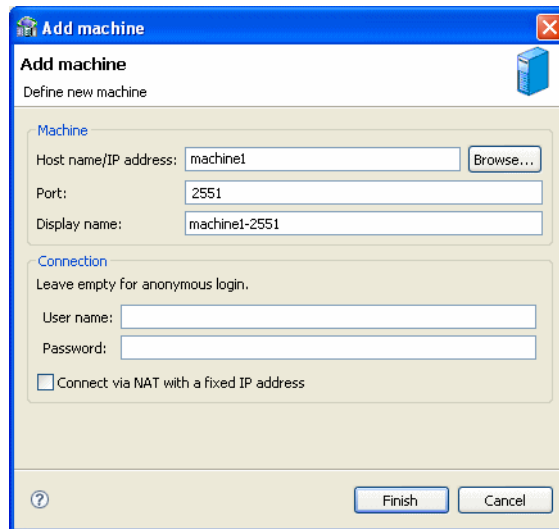 Add machine
Add machine
Define new machine
Machine
Host name/IP address: machine1 Browse...
Port: 2551
Display name: machine1-2551
Connection
Leave empty for anonymous login.
User name:
Password:
Connect via NAT with a fixed IP address
? Finish Cancel